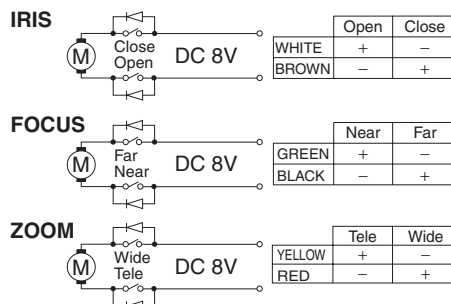 IRIS
M
Close
Open
DC 8V
Open Close
WHITE + −
BROWN − +
FOCUS
M
Far
Near
DC 8V
Near Far
GREEN + −
BLACK − +
ZOOM
M
Wide
Tele
DC 8V
Tele Wide
YELLOW + −
RED − +